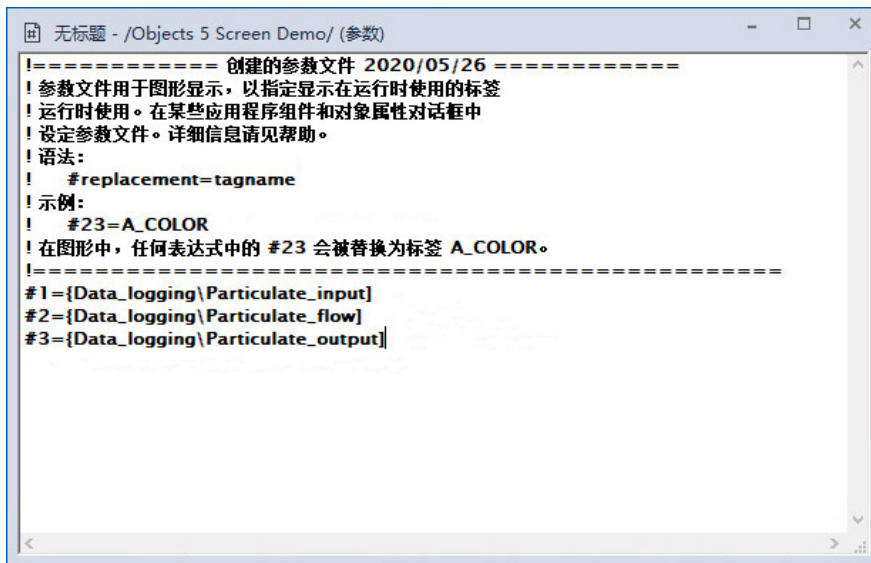 无标题 - /Objects 5 Screen Demo/ (参数)
!============ 创建的参数文件 2020/05/26 ============
! 参数文件用于图形显示，以指定显示在运行时使用的标签
! 运行时使用。在某些应用程序组件和对象属性对话框中
! 设定参数文件。详细信息请见帮助。
! 语法：
! #replacement=tagname
! 示例：
! #23=A_COLOR
! 在图形中，任何表达式中的 #23 会被替换为标签 A_COLOR。
!================================================
#1={Data_logging\Particulate_input]
#2={Data_logging\Particulate_flow]
#3={Data_logging\Particulate_output]